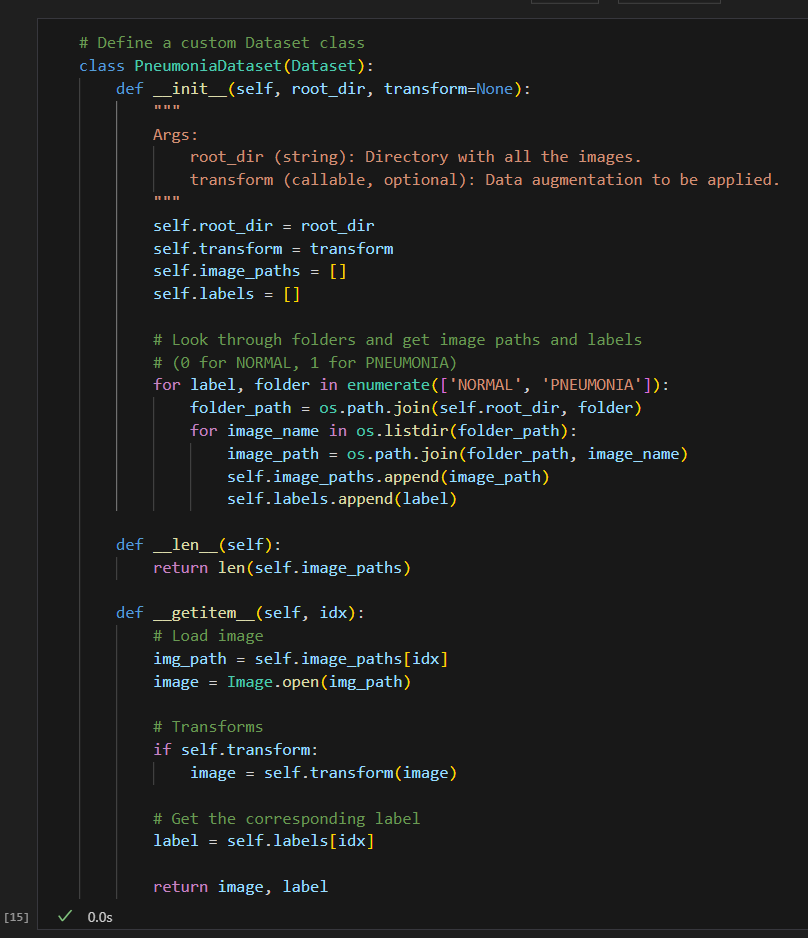 # Define a custom Dataset class
class PneumoniaDataset(Dataset):
    def __init__(self, root_dir, transform=None):
        """
        Args:
            root_dir (string): Directory with all the images.
            transform (callable, optional): Data augmentation to be applied.
        """
        self.root_dir = root_dir
        self.transform = transform
        self.image_paths = []
        self.labels = []

        # Look through folders and get image paths and labels
        # (0 for NORMAL, 1 for PNEUMONIA)
        for label, folder in enumerate(['NORMAL', 'PNEUMONIA']):
            folder_path = os.path.join(self.root_dir, folder)
            for image_name in os.listdir(folder_path):
                image_path = os.path.join(folder_path, image_name)
                self.image_paths.append(image_path)
                self.labels.append(label)

    def __len__(self):
        return len(self.image_paths)

    def __getitem__(self, idx):
        # Load image
        img_path = self.image_paths[idx]
        image = Image.open(img_path)

        # Transforms
        if self.transform:
            image = self.transform(image)

        # Get the corresponding label
        label = self.labels[idx]

        return image, label
[15] ✓ 0.0s